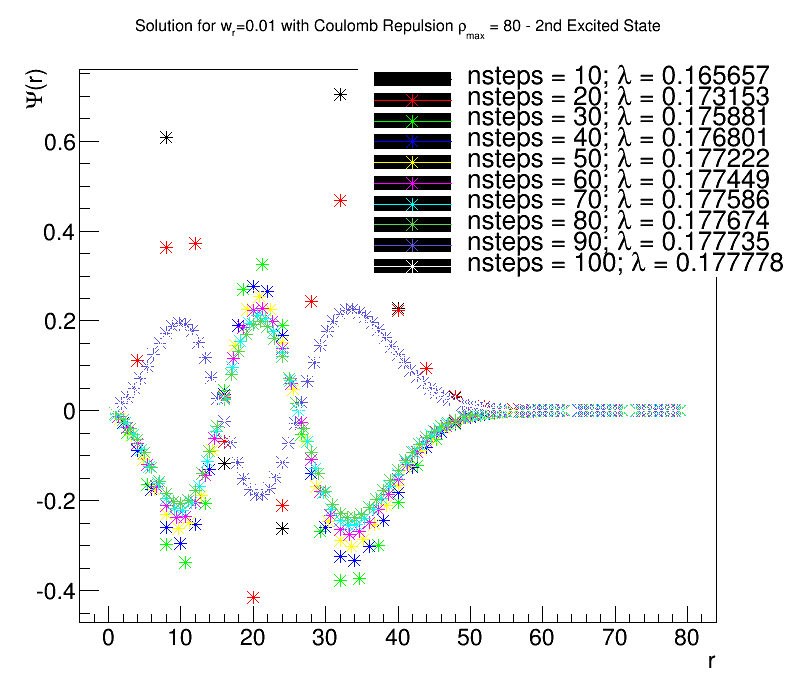 Solution for wr=0.01 with Coulomb Repulsion ρmax = 80 - 2nd Excited State
Ψ(r)
nsteps = 10; λ = 0.165657
nsteps = 20; λ = 0.173153
nsteps = 30; λ = 0.175881
nsteps = 40; λ = 0.176801
nsteps = 50; λ = 0.177222
nsteps = 60; λ = 0.177449
nsteps = 70; λ = 0.177586
nsteps = 80; λ = 0.177674
nsteps = 90; λ = 0.177735
nsteps = 100; λ = 0.177778
0.6
0.4
0.2
0
-0.2
-0.4
0 10 20 30 40 50 60 70 80
r